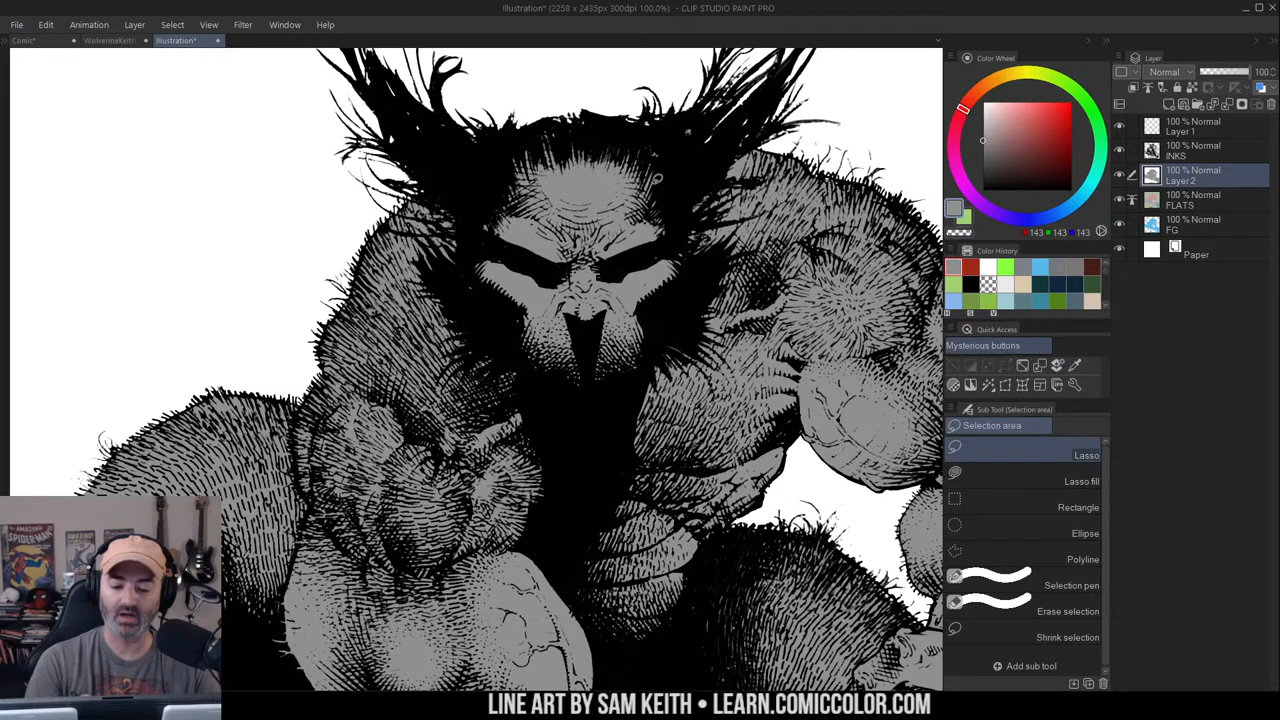 Illustration* (2258 x 2435px 300dpi 100.0%) - CLIP STUDIO PAINT PRO
File Edit Animation Layer Select View Filter Window Help
Comic* WolverineKeith Illustration*
Color Wheel
143 143 143
Color History
H S V
Quick Access
Mysterious buttons
Sub Tool (Selection area)
Selection area
Lasso
Lasso fill
Rectangle
Ellipse
Polyline
Selection pen
Erase selection
Shrink selection
Add sub tool
Layer
Normal 100
100 % Normal
Layer 1
100 % Normal
INKS
100 % Normal
Layer 2
100 % Normal
FLATS
100 % Normal
FG
Paper
SPIDER-MAN
LINE ART BY SAM KEITH • LEARN.COMICCOLOR.COM